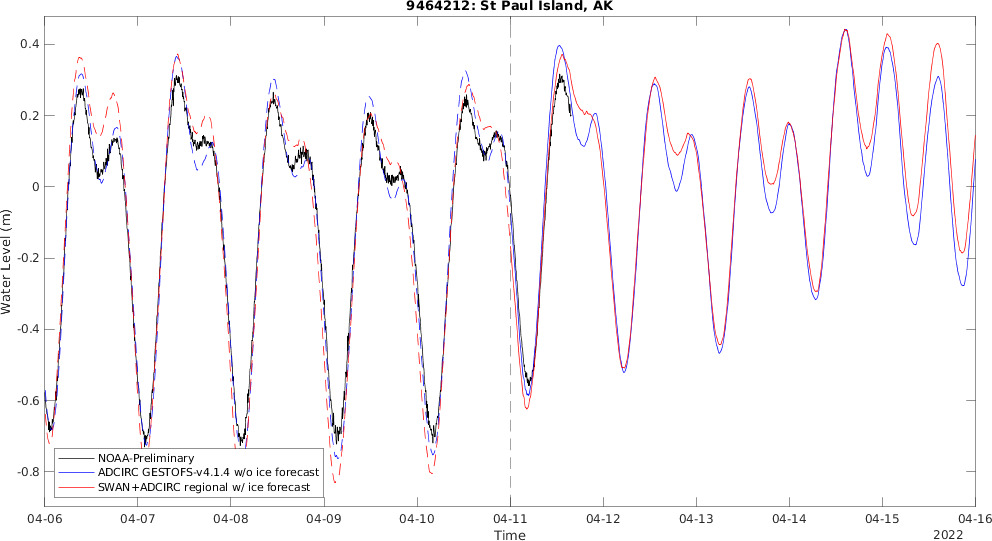 9464212: St Paul Island, AK
0.4
0.2
0
-0.2
-0.4
-0.6
-0.8
Water Level (m)
NOAA-Preliminary
ADCIRC GESTOFS-v4.1.4 w/o ice forecast
SWAN+ADCIRC regional w/ ice forecast
04-06 04-07 04-08 04-09 04-10 04-11 04-12 04-13 04-14 04-15 04-16
Time
2022